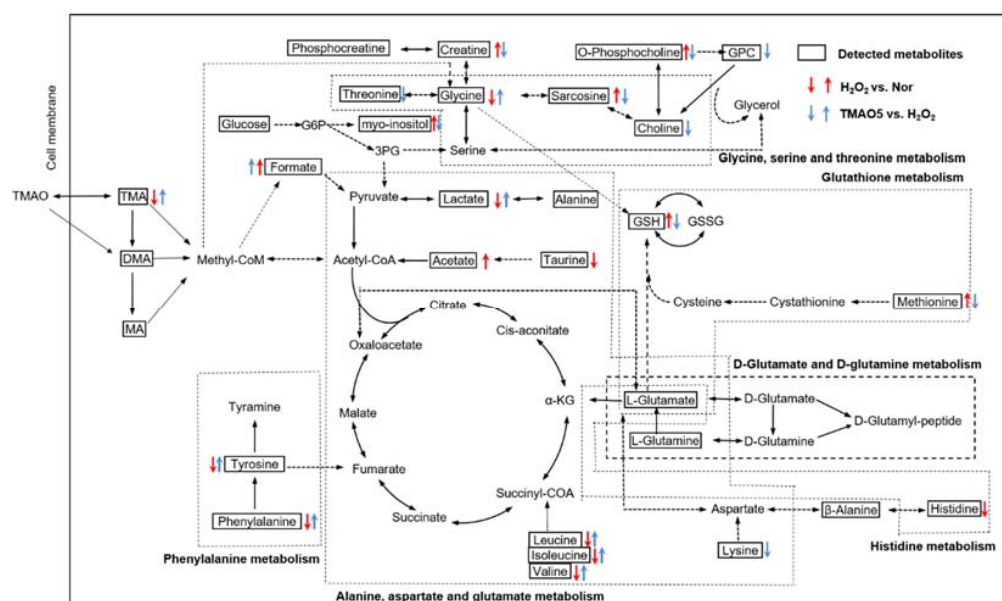 Phosphocreatine
Creatine
O-Phosphocholine
GPC
Detected metabolites
H₂O₂ vs. Nor
TMAO5 vs. H₂O₂
Threonine
Glycine
Sarcosine
Glycerol
Cell membrane
Glucose
G6P
myo-inositol
Choline
3PG
Serine
Glycine, serine and threonine metabolism
Formate
Glutathione metabolism
TMAO
TMA
Pyruvate
Lactate
Alanine
GSH
GSSG
DMA
Methyl-CoM
Acetyl-CoA
Acetate
Taurine
Cysteine
Cystathionine
Methionine
MA
Citrate
Cis-aconitate
Oxaloacetate
D-Glutamate and D-glutamine metabolism
Tyramine
Malate
α-KG
L-Glutamate
D-Glutamate
D-Glutamyl-peptide
L-Glutamine
D-Glutamine
Tyrosine
Fumarate
Succinyl-COA
Succinate
Aspartate
β-Alanine
Histidine
Phenylalanine
Leucine
Isoleucine
Valine
Lysine
Phenylalanine metabolism
Histidine metabolism
Alanine, aspartate and glutamate metabolism